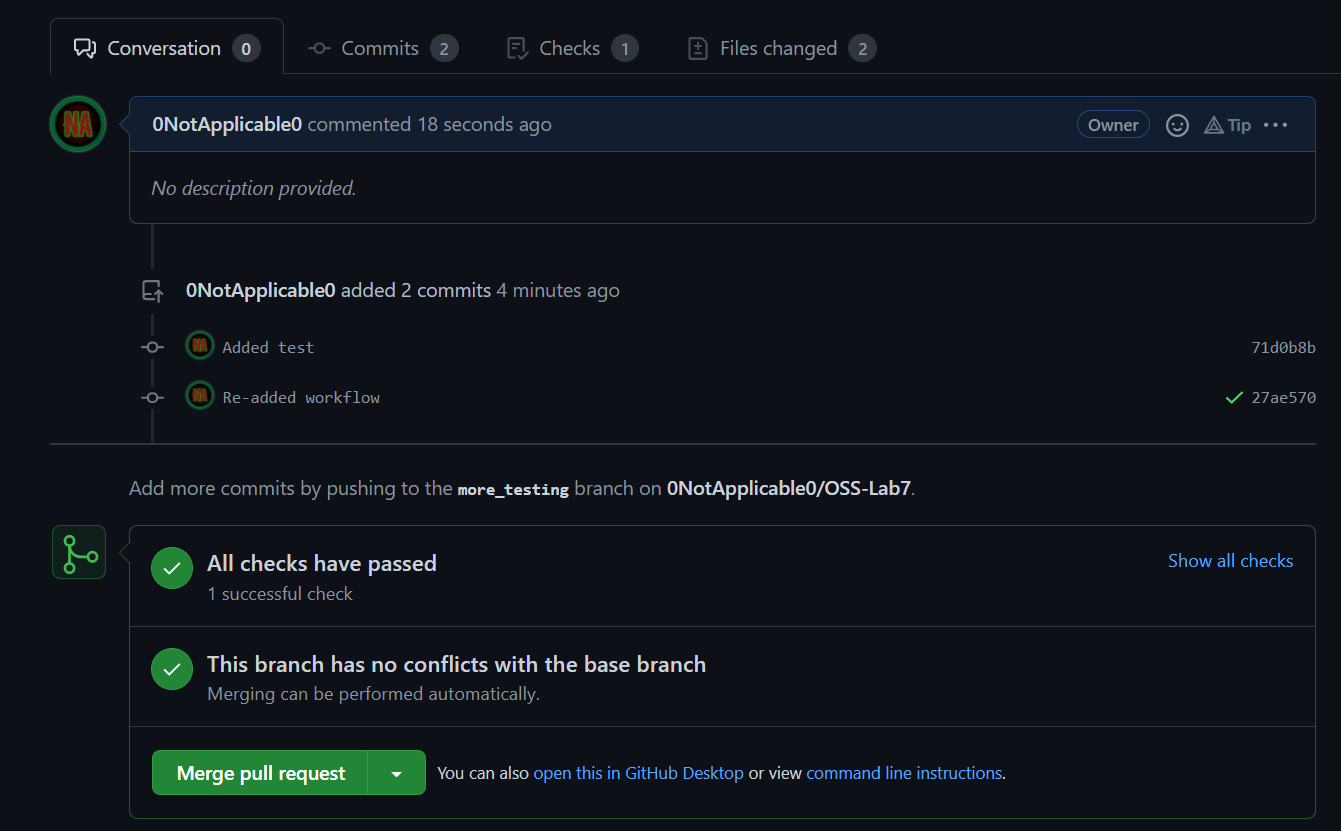 Conversation 0 Commits 2 Checks 1 Files changed 2
NA 0NotApplicable0 commented 18 seconds ago Owner Tip
No description provided.
0NotApplicable0 added 2 commits 4 minutes ago
NA Added test 71d0b8b
NA Re-added workflow 27ae570
Add more commits by pushing to the more_testing branch on 0NotApplicable0/OSS-Lab7.
All checks have passed Show all checks
1 successful check
This branch has no conflicts with the base branch
Merging can be performed automatically.
Merge pull request You can also open this in GitHub Desktop or view command line instructions.